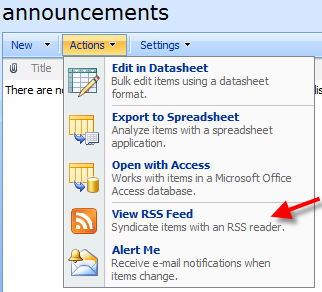 announcements
New Actions Settings
Title
There are no
Edit in Datasheet
Bulk edit items using a datasheet
format.
Export to Spreadsheet
Analyze items with a spreadsheet
application.
Open with Access
Works with items in a Microsoft Office
Access database.
View RSS Feed
Syndicate items with an RSS reader.
Alert Me
Receive e-mail notifications when
items change.